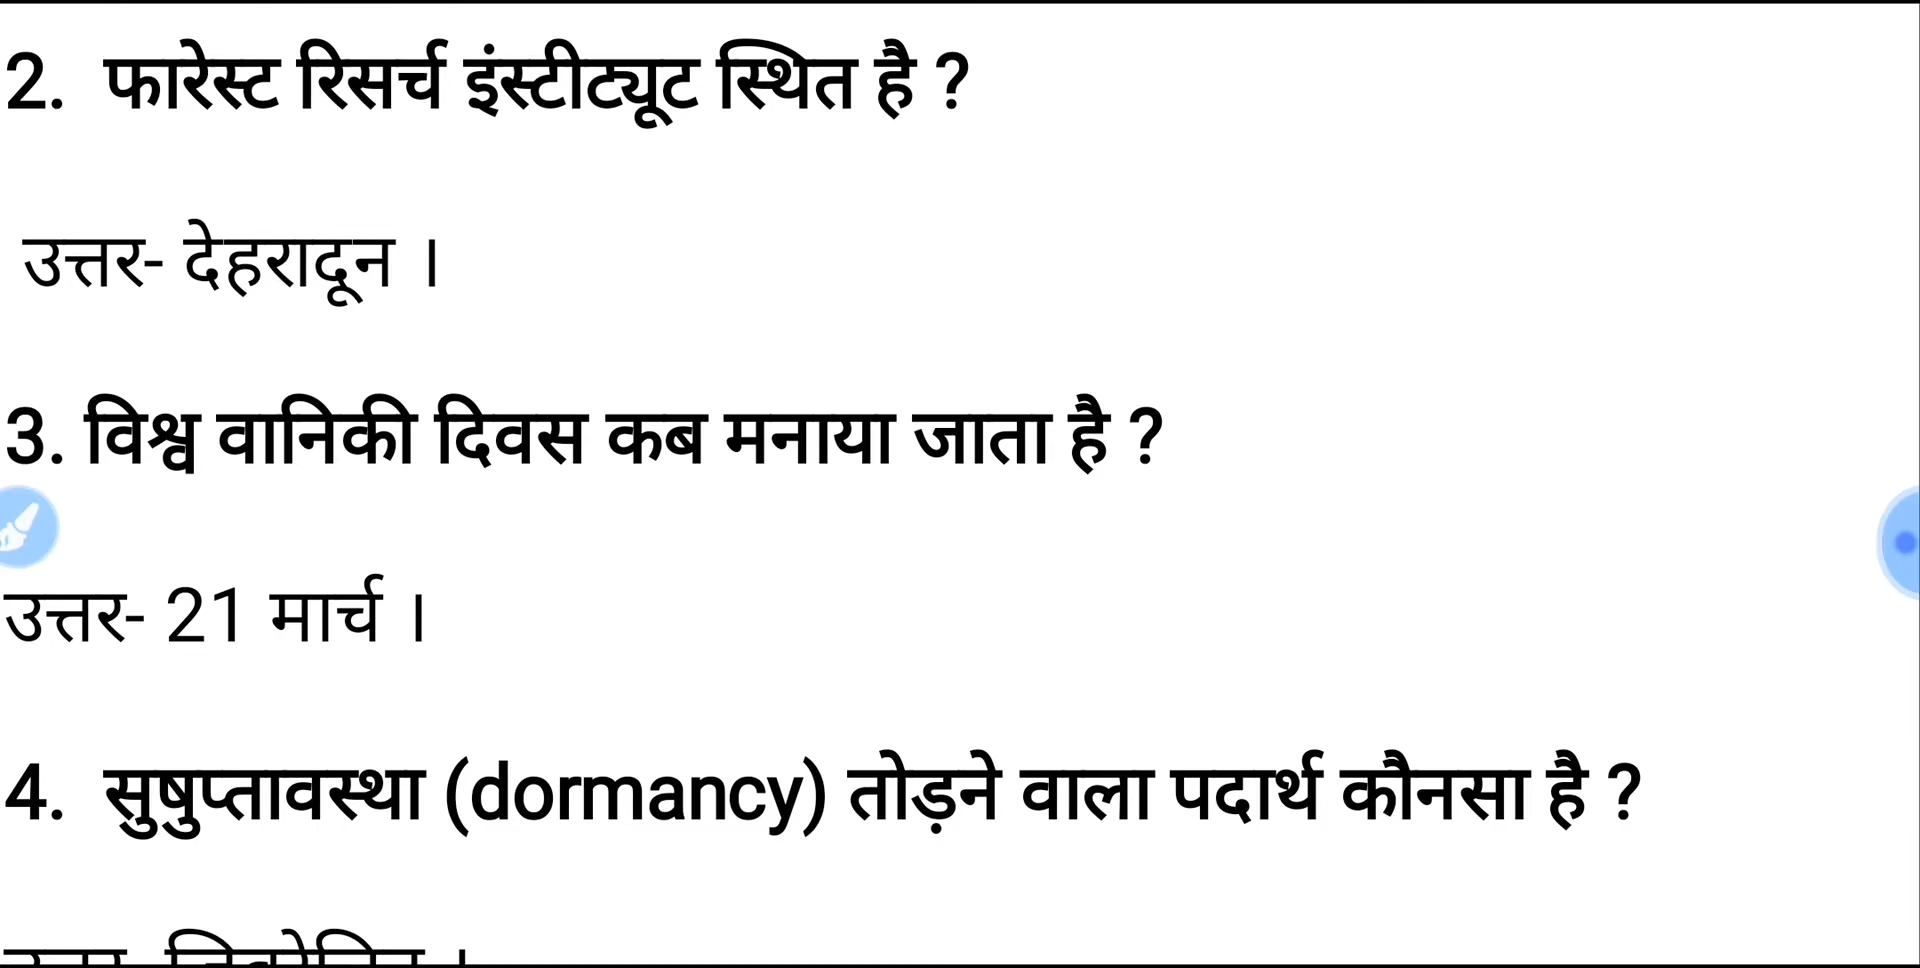 2. फारेस्ट रिसर्च इंस्टीट्यूट स्थित है ?
उत्तर- देहरादून ।
3. विश्व वानिकी दिवस कब मनाया जाता है ?
उत्तर- 21 मार्च ।
4. सुषुप्तावस्था (dormancy) तोड़ने वाला पदार्थ कौनसा है ?